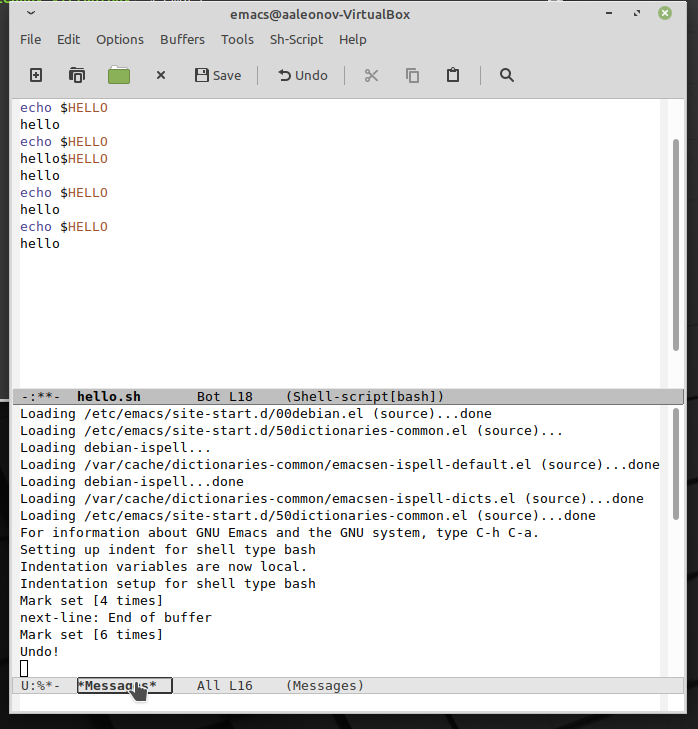 emacs@aaleonov-VirtualBox
File Edit Options Buffers Tools Sh-Script Help
Save Undo
echo $HELLO
hello
echo $HELLO
hello$HELLO
hello
echo $HELLO
hello
echo $HELLO
hello
-:**- hello.sh Bot L18 (Shell-script[bash])
Loading /etc/emacs/site-start.d/00debian.el (source)...done
Loading /etc/emacs/site-start.d/50dictionaries-common.el (source)...
Loading debian-ispell...
Loading /var/cache/dictionaries-common/emacsen-ispell-default.el (source)...done
Loading debian-ispell...done
Loading /var/cache/dictionaries-common/emacsen-ispell-dicts.el (source)...done
Loading /etc/emacs/site-start.d/50dictionaries-common.el (source)...done
For information about GNU Emacs and the GNU system, type C-h C-a.
Setting up indent for shell type bash
Indentation variables are now local.
Indentation setup for shell type bash
Mark set [4 times]
next-line: End of buffer
Mark set [6 times]
Undo!
U:%*- *Messages* All L16 (Messages)